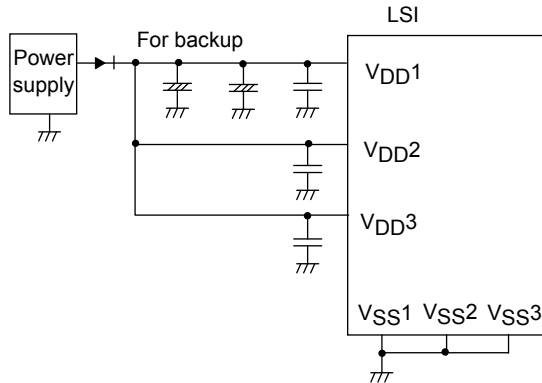 LSI
For backup
Power
supply
VDD1
VDD2
VDD3
VSS1 VSS2 VSS3